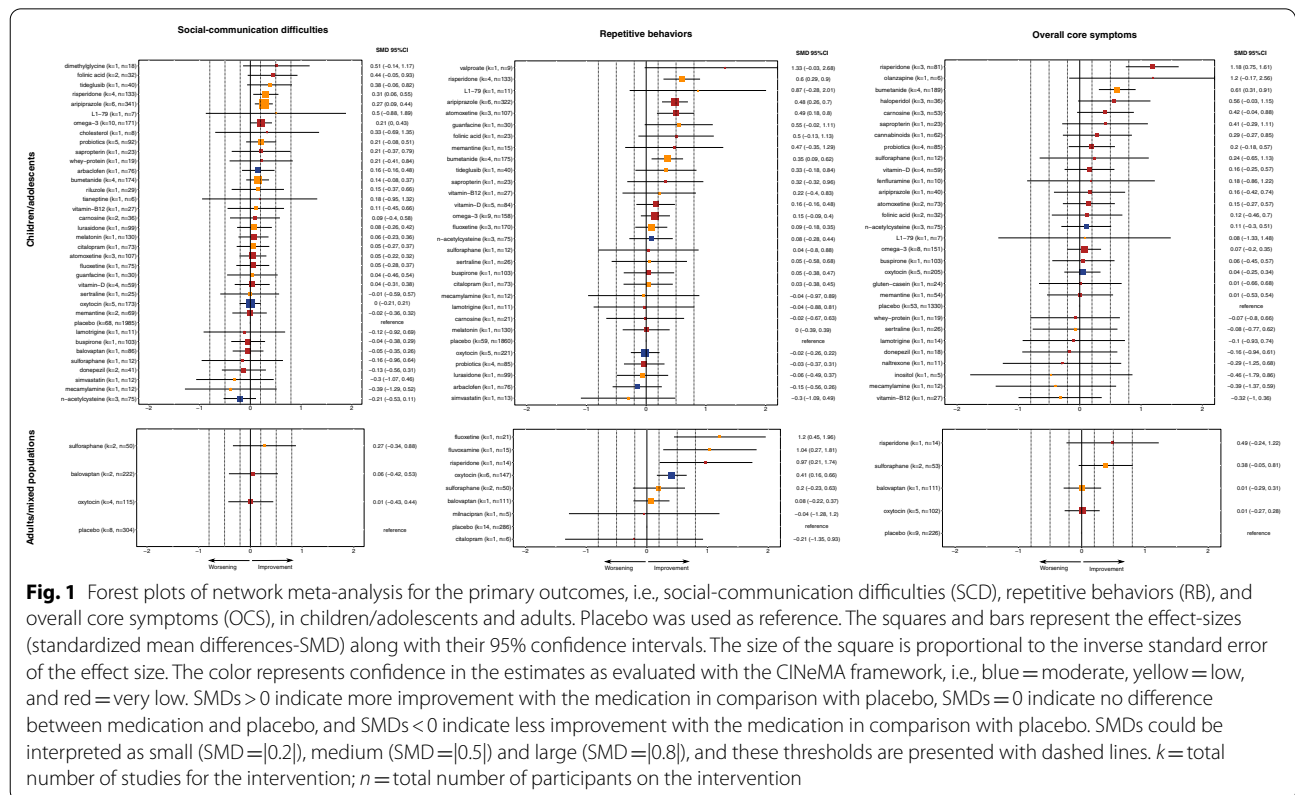 Social-communication difficulties
SMD 95%CI
Children/adolescents
dimethylglycine (k=1, n=18) 0.51 (−0.14, 1.17)
folinic acid (k=2, n=32) 0.44 (−0.05, 0.93)
tideglusib (k=1, n=40) 0.38 (−0.06, 0.82)
risperidone (k=4, n=133) 0.31 (0.08, 0.55)
aripiprazole (k=6, n=341) 0.27 (0.09, 0.44)
L1−79 (k=1, n=7) 0.5 (−0.88, 1.89)
omega−3 (k=10, n=171) 0.21 (0, 0.43)
cholesterol (k=1, n=8) 0.33 (−0.69, 1.35)
probiotics (k=5, n=92) 0.21 (−0.08, 0.51)
sapropterin (k=1, n=23) 0.21 (−0.37, 0.79)
whey−protein (k=1, n=19) 0.21 (−0.41, 0.84)
arbaclofen (k=1, n=76) 0.16 (−0.16, 0.48)
bumetanide (k=4, n=174) 0.14 (−0.08, 0.37)
riluzole (k=1, n=29) 0.15 (−0.37, 0.66)
tianeptine (k=1, n=6) 0.18 (−0.95, 1.32)
vitamin−B12 (k=1, n=27) 0.11 (−0.45, 0.66)
carnosine (k=2, n=36) 0.09 (−0.4, 0.58)
lurasidone (k=1, n=99) 0.08 (−0.26, 0.42)
melatonin (k=1, n=130) 0.06 (−0.23, 0.36)
citalopram (k=1, n=73) 0.05 (−0.27, 0.37)
atomoxetine (k=3, n=107) 0.05 (−0.22, 0.32)
fluoxetine (k=1, n=75) 0.05 (−0.28, 0.37)
guanfacine (k=1, n=30) 0.04 (−0.46, 0.54)
vitamin−D (k=4, n=59) 0.04 (−0.31, 0.38)
sertraline (k=1, n=25) −0.01 (−0.59, 0.57)
oxytocin (k=5, n=173) 0 (−0.21, 0.21)
memantine (k=2, n=69) −0.02 (−0.36, 0.32)
placebo (k=68, n=1985) reference
lamotrigine (k=1, n=11) −0.12 (−0.92, 0.69)
buspirone (k=1, n=103) −0.04 (−0.38, 0.29)
balovaptan (k=1, n=86) −0.05 (−0.35, 0.26)
sulforaphane (k=1, n=12) −0.16 (−0.96, 0.64)
donepezil (k=2, n=41) −0.13 (−0.56, 0.31)
simvastatin (k=1, n=12) −0.3 (−1.07, 0.46)
mecamylamine (k=1, n=12) −0.39 (−1.29, 0.52)
n−acetylcysteine (k=3, n=75) −0.21 (−0.53, 0.11)
−2 −1 0 1 2
Repetitive behaviors
SMD 95%CI
valproate (k=1, n=9) 1.33 (−0.03, 2.68)
risperidone (k=4, n=133) 0.6 (0.29, 0.9)
L1−79 (k=1, n=11) 0.87 (−0.28, 2.01)
aripiprazole (k=6, n=322) 0.48 (0.26, 0.7)
atomoxetine (k=3, n=107) 0.49 (0.18, 0.8)
guanfacine (k=1, n=30) 0.55 (−0.02, 1.11)
folinic acid (k=1, n=23) 0.5 (−0.13, 1.13)
memantine (k=1, n=15) 0.47 (−0.35, 1.29)
bumetanide (k=4, n=175) 0.35 (0.09, 0.62)
tideglusib (k=1, n=40) 0.33 (−0.18, 0.84)
sapropterin (k=1, n=23) 0.32 (−0.32, 0.96)
vitamin−B12 (k=1, n=27) 0.22 (−0.4, 0.83)
vitamin−D (k=5, n=84) 0.16 (−0.16, 0.48)
omega−3 (k=9, n=158) 0.15 (−0.09, 0.4)
fluoxetine (k=3, n=170) 0.09 (−0.18, 0.35)
n−acetylcysteine (k=3, n=75) 0.08 (−0.28, 0.44)
sulforaphane (k=1, n=12) 0.04 (−0.8, 0.88)
sertraline (k=1, n=26) 0.05 (−0.58, 0.68)
buspirone (k=1, n=103) 0.05 (−0.38, 0.47)
citalopram (k=1, n=73) 0.03 (−0.38, 0.45)
mecamylamine (k=1, n=12) −0.04 (−0.97, 0.89)
lamotrigine (k=1, n=11) −0.04 (−0.88, 0.81)
carnosine (k=1, n=21) −0.02 (−0.67, 0.63)
melatonin (k=1, n=130) 0 (−0.39, 0.39)
placebo (k=59, n=1860) reference
oxytocin (k=5, n=221) −0.02 (−0.26, 0.22)
probiotics (k=4, n=85) −0.03 (−0.37, 0.31)
lurasidone (k=1, n=99) −0.06 (−0.49, 0.37)
arbaclofen (k=1, n=76) −0.15 (−0.56, 0.26)
simvastatin (k=1, n=13) −0.3 (−1.09, 0.49)
−2 −1 0 1 2
Overall core symptoms
SMD 95%CI
risperidone (k=3, n=81) 1.18 (0.75, 1.61)
olanzapine (k=1, n=6) 1.2 (−0.17, 2.56)
bumetanide (k=4, n=189) 0.61 (0.31, 0.91)
haloperidol (k=3, n=36) 0.56 (−0.03, 1.15)
carnosine (k=3, n=53) 0.42 (−0.04, 0.88)
sapropterin (k=1, n=23) 0.41 (−0.29, 1.11)
cannabinoids (k=1, n=62) 0.29 (−0.27, 0.85)
probiotics (k=4, n=85) 0.2 (−0.18, 0.57)
sulforaphane (k=1, n=12) 0.24 (−0.65, 1.13)
vitamin−D (k=4, n=59) 0.16 (−0.25, 0.57)
fenfluramine (k=1, n=10) 0.18 (−0.86, 1.22)
aripiprazole (k=1, n=40) 0.16 (−0.42, 0.74)
atomoxetine (k=2, n=73) 0.15 (−0.27, 0.57)
folinic acid (k=2, n=32) 0.12 (−0.46, 0.7)
n−acetylcysteine (k=3, n=75) 0.11 (−0.3, 0.51)
L1−79 (k=1, n=7) 0.08 (−1.33, 1.48)
omega−3 (k=8, n=151) 0.07 (−0.2, 0.35)
buspirone (k=1, n=103) 0.06 (−0.45, 0.57)
oxytocin (k=5, n=205) 0.04 (−0.25, 0.34)
gluten−casein (k=1, n=24) 0.01 (−0.66, 0.68)
memantine (k=1, n=54) 0.01 (−0.53, 0.54)
placebo (k=53, n=1330) reference
whey−protein (k=1, n=19) −0.07 (−0.8, 0.66)
sertraline (k=1, n=26) −0.08 (−0.77, 0.62)
lamotrigine (k=1, n=14) −0.1 (−0.93, 0.74)
donepezil (k=1, n=18) −0.16 (−0.94, 0.61)
naltrexone (k=1, n=11) −0.29 (−1.25, 0.68)
inositol (k=1, n=5) −0.46 (−1.79, 0.86)
mecamylamine (k=1, n=12) −0.39 (−1.37, 0.59)
vitamin−B12 (k=1, n=27) −0.32 (−1, 0.36)
−2 −1 0 1 2
Adults/mixed populations
sulforaphane (k=2, n=50) 0.27 (−0.34, 0.88)
balovaptan (k=2, n=222) 0.06 (−0.42, 0.53)
oxytocin (k=4, n=115) 0.01 (−0.43, 0.44)
placebo (k=8, n=304) reference
−2 −1 0 1 2
Worsening Improvement
fluoxetine (k=1, n=21) 1.2 (0.45, 1.96)
fluvoxamine (k=1, n=15) 1.04 (0.27, 1.81)
risperidone (k=1, n=14) 0.97 (0.21, 1.74)
oxytocin (k=6, n=147) 0.41 (0.16, 0.66)
sulforaphane (k=2, n=50) 0.2 (−0.23, 0.63)
balovaptan (k=1, n=111) 0.08 (−0.22, 0.37)
milnacipran (k=1, n=5) −0.04 (−1.28, 1.2)
placebo (k=14, n=286) reference
citalopram (k=1, n=6) −0.21 (−1.35, 0.93)
−2 −1 0 1 2
Worsening Improvement
risperidone (k=1, n=14) 0.49 (−0.24, 1.22)
sulforaphane (k=2, n=53) 0.38 (−0.05, 0.81)
balovaptan (k=1, n=111) 0.01 (−0.29, 0.31)
oxytocin (k=5, n=102) 0.01 (−0.27, 0.28)
placebo (k=9, n=226) reference
−2 −1 0 1 2
Worsening Improvement
Fig. 1 Forest plots of network meta-analysis for the primary outcomes, i.e., social-communication difficulties (SCD), repetitive behaviors (RB), and
overall core symptoms (OCS), in children/adolescents and adults. Placebo was used as reference. The squares and bars represent the effect-sizes
(standardized mean differences-SMD) along with their 95% confidence intervals. The size of the square is proportional to the inverse standard error
of the effect size. The color represents confidence in the estimates as evaluated with the CINeMA framework, i.e., blue = moderate, yellow = low,
and red = very low. SMDs > 0 indicate more improvement with the medication in comparison with placebo, SMDs = 0 indicate no difference
between medication and placebo, and SMDs < 0 indicate less improvement with the medication in comparison with placebo. SMDs could be
interpreted as small (SMD =|0.2|), medium (SMD =|0.5|) and large (SMD =|0.8|), and these thresholds are presented with dashed lines. k = total
number of studies for the intervention; n = total number of participants on the intervention